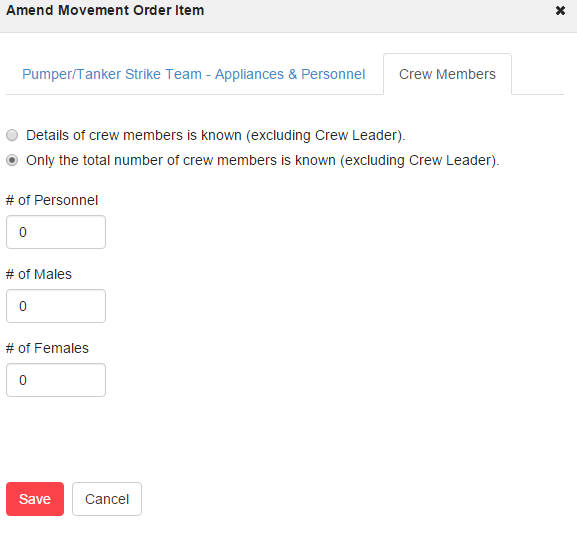 Amend Movement Order Item ✖
Pumper/Tanker Strike Team - Appliances & Personnel Crew Members
Details of crew members is known (excluding Crew Leader).
Only the total number of crew members is known (excluding Crew Leader).
# of Personnel
0
# of Males
0
# of Females
0
Save Cancel